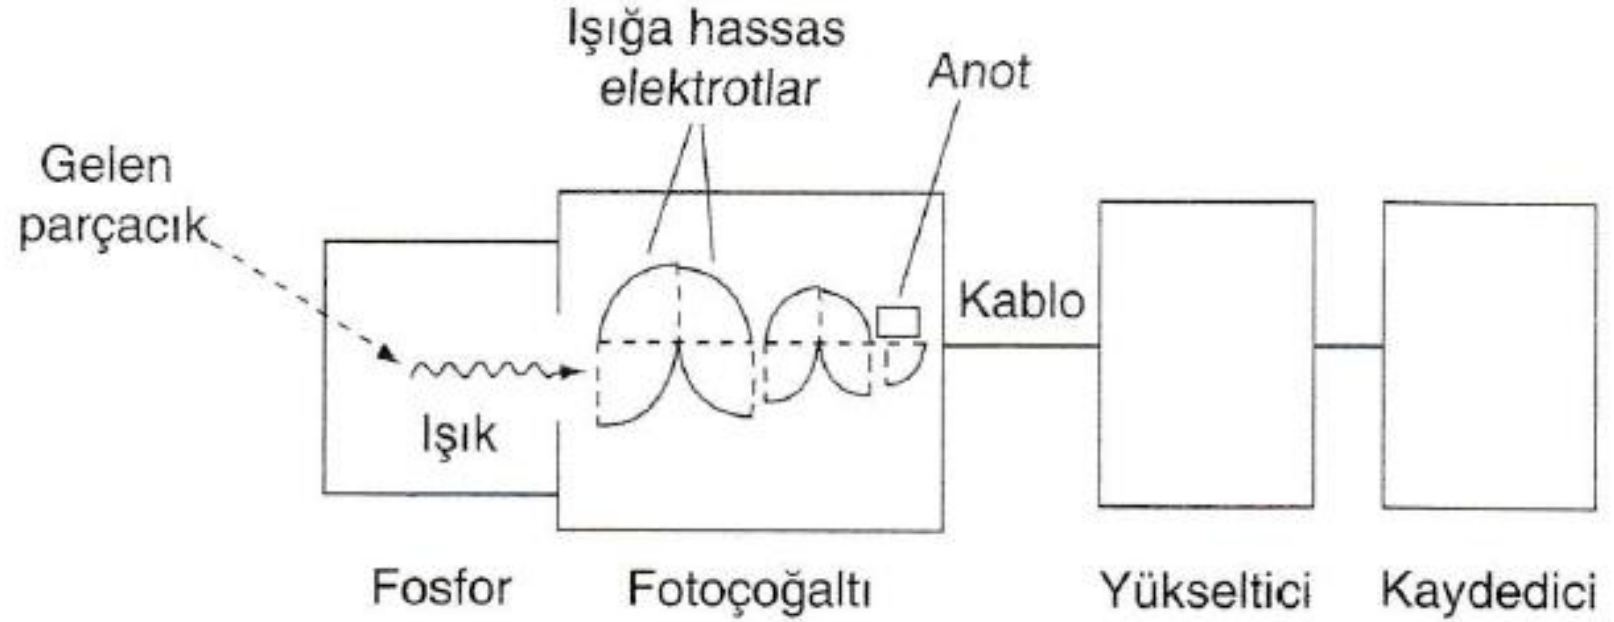 Işığa hassas
elektrotlar
Anot
Gelen
parçacık
Kablo
Işık
Fosfor
Fotoçoğaltı
Yükseltici
Kaydedici